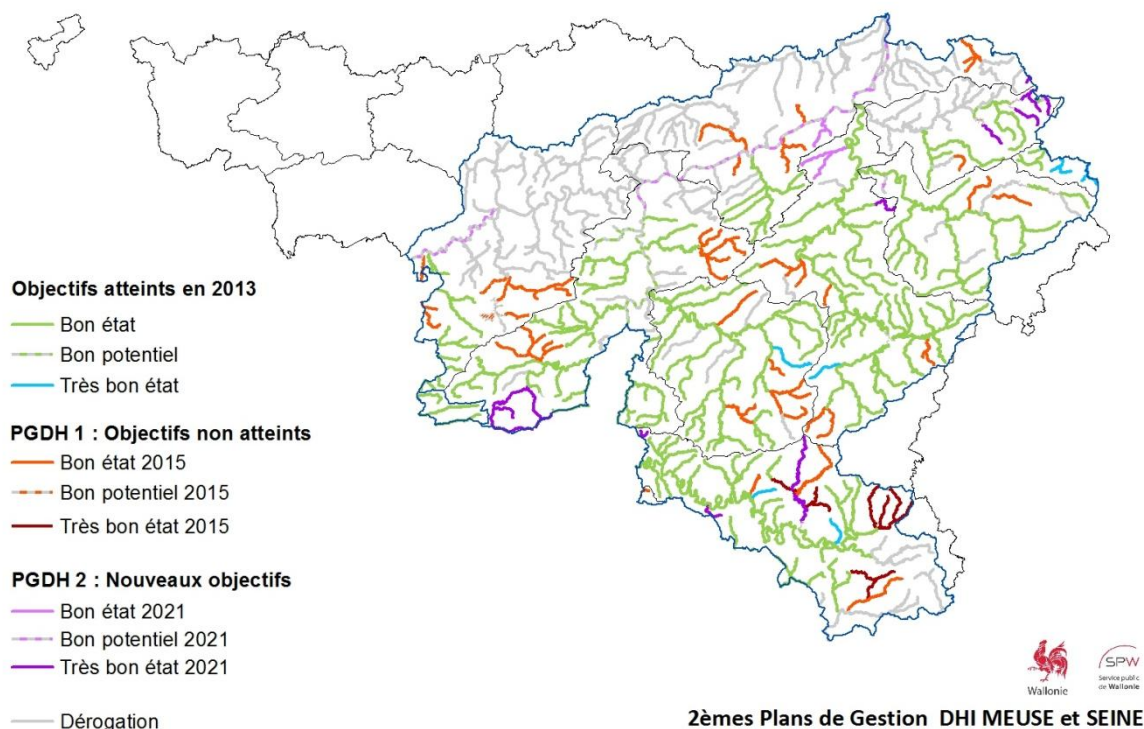 Objectifs atteints en 2013
Bon état
Bon potentiel
Très bon état
PGDH 1 : Objectifs non atteints
Bon état 2015
Bon potentiel 2015
Très bon état 2015
PGDH 2 : Nouveaux objectifs
Bon état 2021
Bon potentiel 2021
Très bon état 2021
Dérogation
Wallonie
SPW
Service public
de Wallonie
2èmes Plans de Gestion DHI MEUSE et SEINE